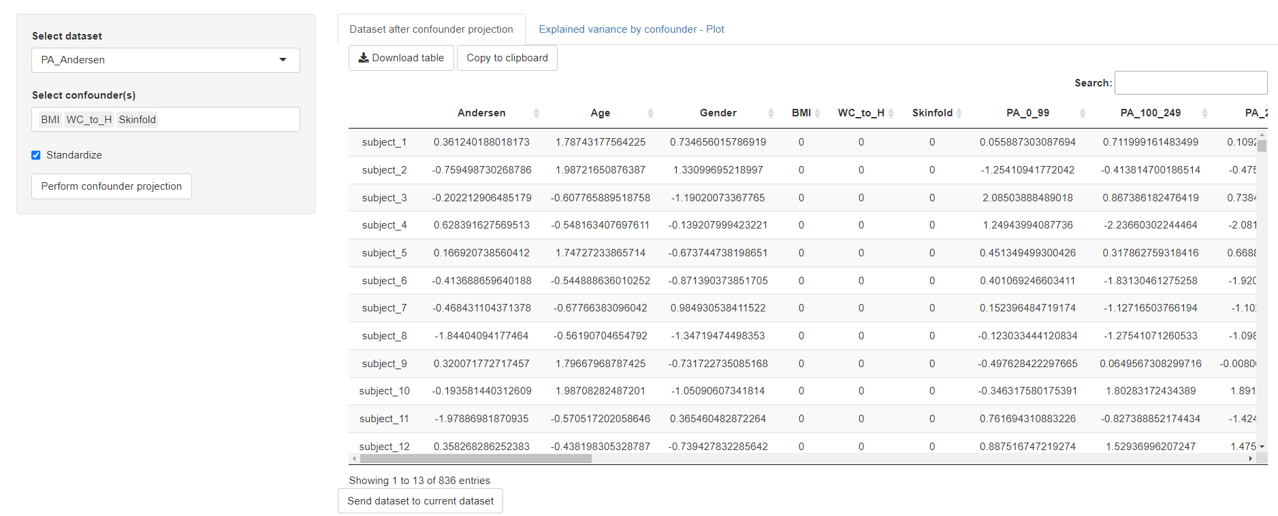 Select dataset
PA_Andersen
Select confounder(s)
BMI WC_to_H Skinfold
Standardize
Perform confounder projection
Dataset after confounder projection Explained variance by confounder - Plot
Download table Copy to clipboard
Search:
Andersen Age Gender BMI WC_to_H Skinfold PA_0_99 PA_100_249 PA_2
subject_1 0.361240188018173 1.78743177564225 0.734656015786919 0 0 0 0.055887303087694 0.711999161483499 0.1092
subject_2 -0.759498730268786 1.98721650876387 1.33099695218997 0 0 0 -1.25410941772042 -0.413814700186514 -0.475
subject_3 -0.202212906485179 -0.607765889518758 -1.19020073367765 0 0 0 2.08503888489018 0.867386182476419 0.7384
subject_4 0.628391627569513 -0.548163407697611 -0.139207999423221 0 0 0 1.24943994087736 -2.23660302244464 -2.081
subject_5 0.166920738560412 1.74727233865714 -0.673744738198651 0 0 0 0.451349499300426 0.317862759318416 0.6688
subject_6 -0.413688659640188 -0.544888636010252 -0.871390373851705 0 0 0 0.401069246603411 -1.83130461275258 -1.920
subject_7 -0.468431104371378 -0.67766383096042 0.984930538411522 0 0 0 0.152396484719174 -1.12716503766194 -1.10
subject_8 -1.84404094177464 -0.56190704654792 -1.34719474498353 0 0 0 -0.123033444120834 -1.27541071260533 -1.098
subject_9 0.320071772717457 1.79667968787425 -0.731722735085168 0 0 0 -0.497628422297665 0.0649567308299716 -0.0080
subject_10 -0.193581440312609 1.98708282487201 -1.05090607341814 0 0 0 -0.346317580175391 1.80283172434389 1.891
subject_11 -1.97886981870935 -0.570517202058646 0.365460482872264 0 0 0 0.761694310883226 -0.827388852174434 -1.424
subject_12 0.358268286252383 -0.438198305328787 -0.739427832285642 0 0 0 0.887516747219274 1.52936996207247 1.475
Showing 1 to 13 of 836 entries
Send dataset to current dataset